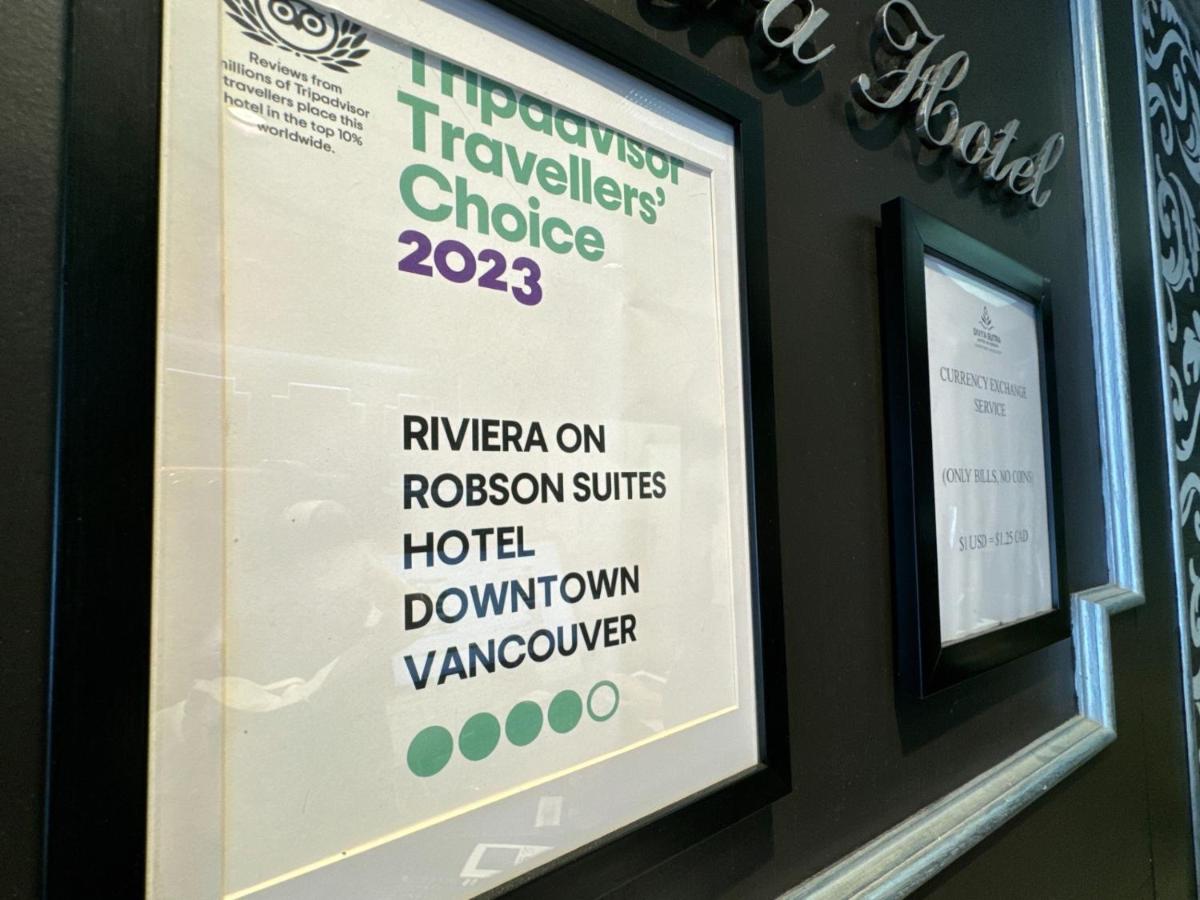 Reviews from
millions of Tripadvisor
travellers place this
hotel in the top 10%
worldwide.
Tripadvisor
Travellers'
Choice
2023
RIVIERA ON
ROBSON SUITES
HOTEL
DOWNTOWN
VANCOUVER
a Hotel
DIVYA SUTRA
CURRENCY EXCHANGE
SERVICE
(ONLY BILLS, NO COINS)
$1 USD = $1.25 CAD